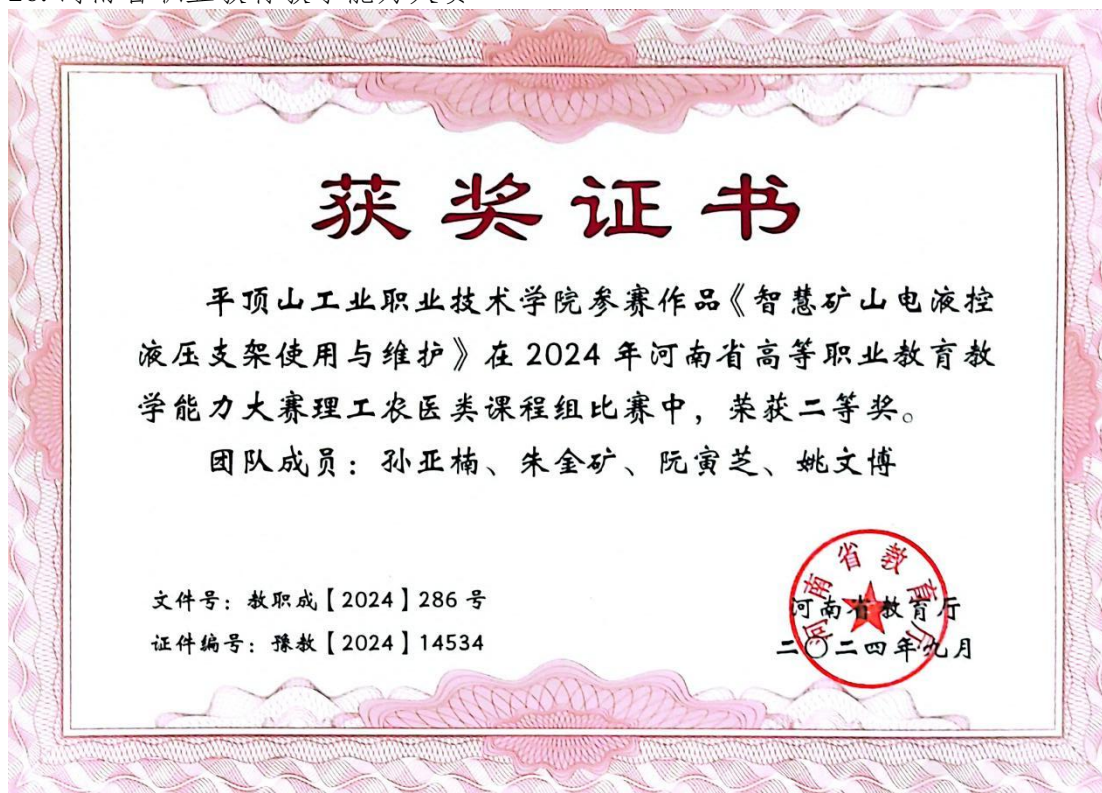 获奖证书
平顶山工业职业技术学院参赛作品《智慧矿山电液控
液压支架使用与维护》在2024年河南省高等职业教育教
学能力大赛理工农医类课程组比赛中，荣获二等奖。
团队成员：孙亚楠、朱金矿、阮寅芝、姚文博
文件号：教职成【2024】286号
证件编号：豫教【2024】14534
河南省教育厅
河南省教育厅
二〇二四年九月